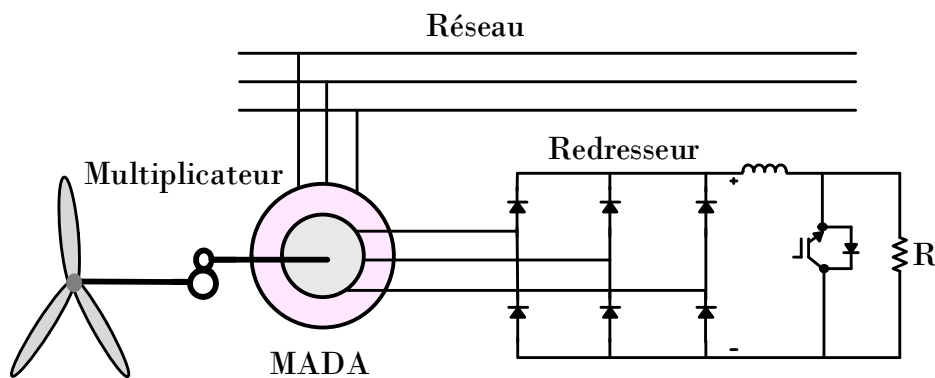 Réseau
Redresseur
Multiplicateur
+
R
-
MADA